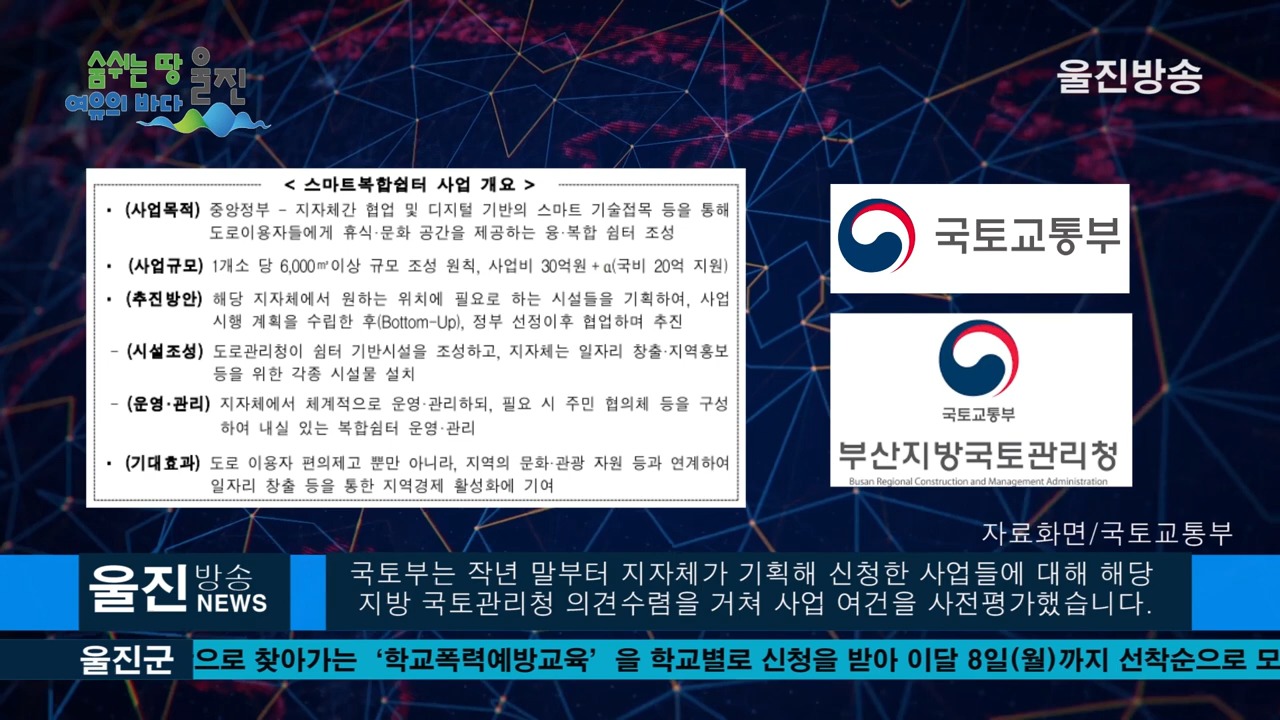 숨쉬는 땅 울진
여유의 바다
울진방송
< 스마트복합쉼터 사업 개요 >
· (사업목적) 중앙정부 - 지자체간 협업 및 디지털 기반의 스마트 기술접목 등을 통해
도로이용자들에게 휴식·문화 공간을 제공하는 융·복합 쉼터 조성
· (사업규모) 1개소 당 6,000㎡이상 규모 조성 원칙, 사업비 30억원+α(국비 20억 지원)
· (추진방안) 해당 지자체에서 원하는 위치에 필요로 하는 시설들을 기획하여, 사업
시행 계획을 수립한 후(Bottom-Up), 정부 선정이후 협업하며 추진
- (시설조성) 도로관리청이 쉼터 기반시설을 조성하고, 지자체는 일자리 창출·지역홍보
등을 위한 각종 시설물 설치
- (운영·관리) 지자체에서 체계적으로 운영·관리하되, 필요 시 주민 협의체 등을 구성
하여 내실 있는 복합쉼터 운영·관리
· (기대효과) 도로 이용자 편의제고 뿐만 아니라, 지역의 문화·관광 자원 등과 연계하여
일자리 창출 등을 통한 지역경제 활성화에 기여
국토교통부
국토교통부
부산지방국토관리청
Busan Regional Construction and Management Administration
자료화면/국토교통부
울진 방송 NEWS
국토부는 작년 말부터 지자체가 기획해 신청한 사업들에 대해 해당
지방 국토관리청 의견수렴을 거쳐 사업 여건을 사전평가했습니다.
울진군 으로 찾아가는 ‘학교폭력예방교육’을 학교별로 신청을 받아 이달 8일(월)까지 선착순으로 모